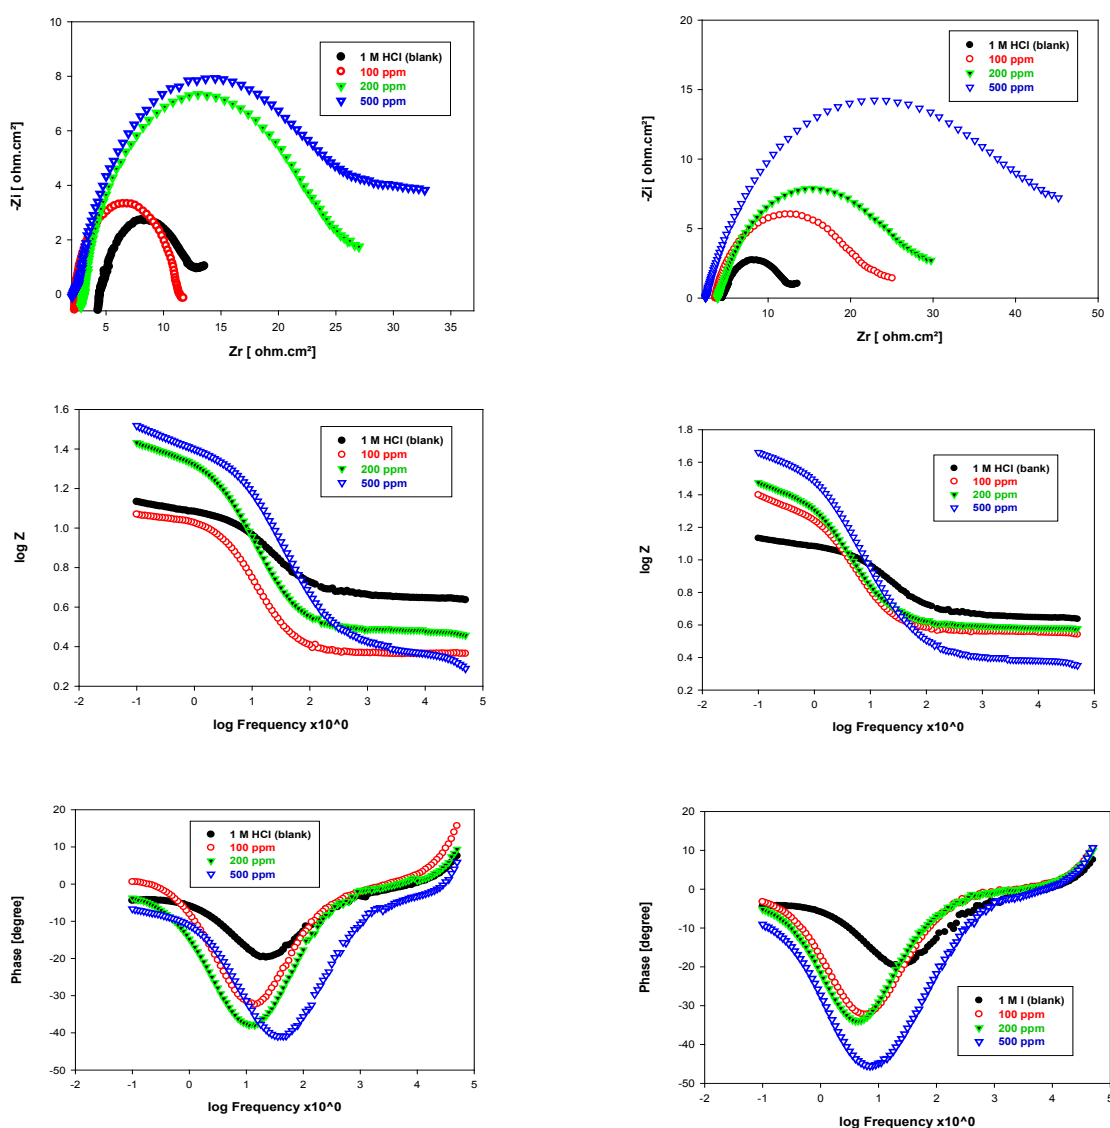 10
8
6
4
2
0
-Zi [ ohm.cm²]
1 M HCl (blank)
100 ppm
200 ppm
500 ppm
5
10
15
20
25
30
35
Zr [ ohm.cm²]
20
15
10
5
0
-Zi [ ohm.cm²]
1 M HCl (blank)
100 ppm
200 ppm
500 ppm
10
20
30
40
50
Zr [ ohm.cm²]
1.6
1.4
1.2
1.0
0.8
0.6
0.4
0.2
log Z
1 M HCl (blank)
100 ppm
200 ppm
500 ppm
-2
-1
0
1
2
3
4
5
log Frequency x10^0
1.8
1.6
1.4
1.2
1.0
0.8
0.6
0.4
0.2
log Z
1 M HCl (bank)
100 ppm
200 ppm
500 ppm
-2
-1
0
1
2
3
4
5
log Frequency x10^0
20
10
0
-10
-20
-30
-40
-50
Phase [degree]
1 M HCl (blank)
100 ppm
200 ppm
500 ppm
-2
-1
0
1
2
3
4
5
log Frequency x10^0
20
10
0
-10
-20
-30
-40
-50
Phase [degree]
1 M l (blank)
100 ppm
200 ppm
500 ppm
-2
-1
0
1
2
3
4
5
log Frequency x10^0